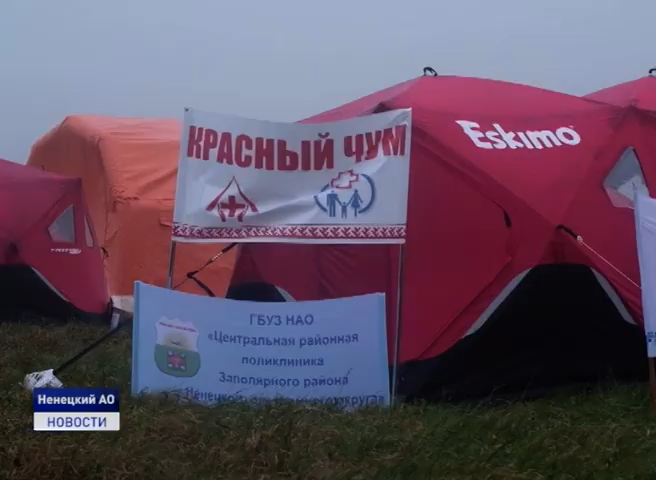 КРАСНЫЙ ЧУМ
Eskimo
ГБУЗ НАО
«Центральная районная
поликлиника
Заполярного района
Ненецкий АО
НОВОСТИ